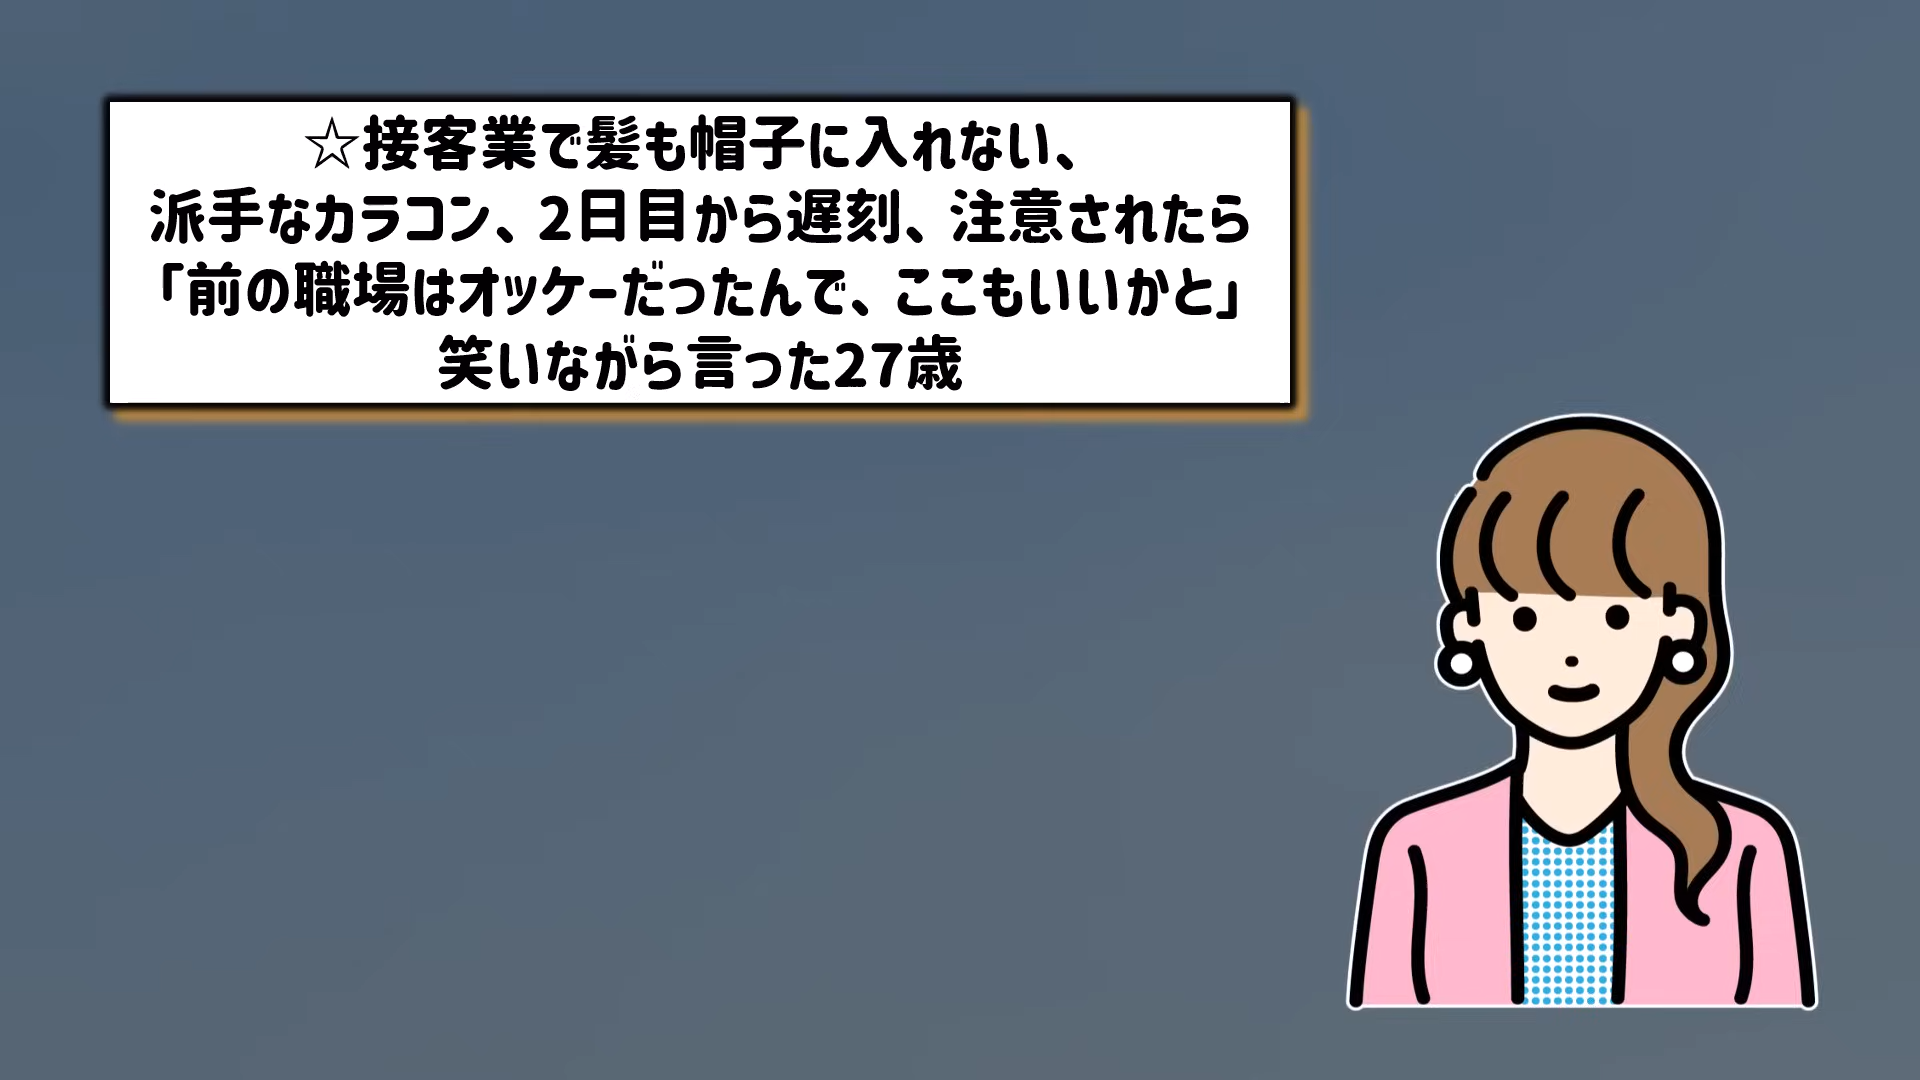 ☆接客業で髪も帽子に入れない、
派手なカラコン、2日目から遅刻、注意されたら
「前の職場はオッケーだったんで、ここもいいかと」
笑いながら言った27歳